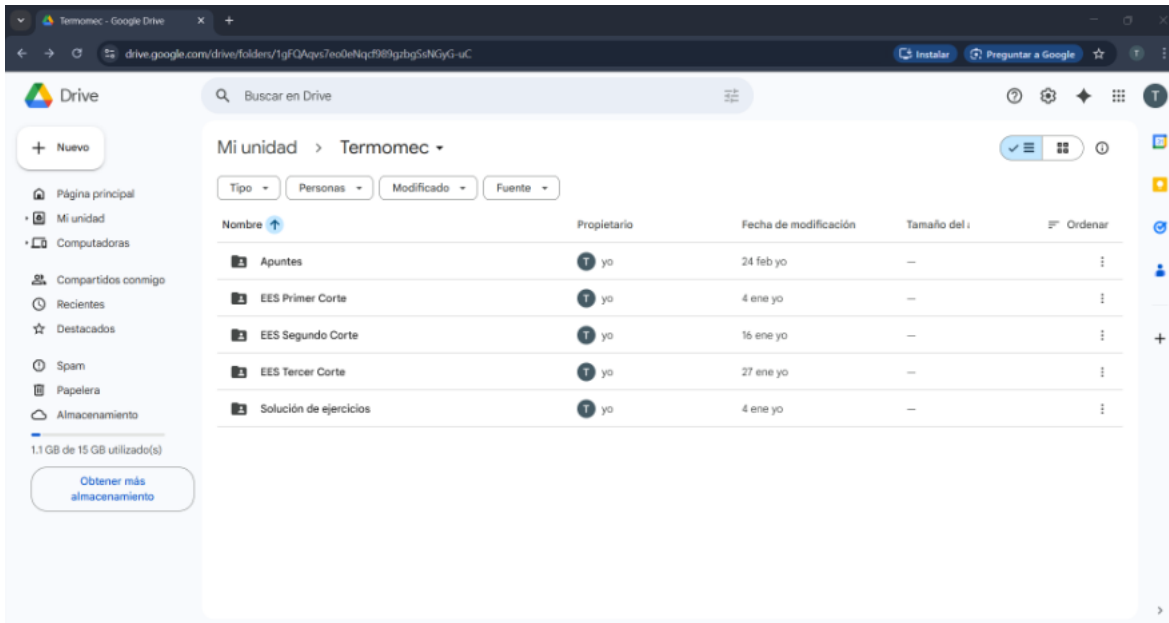 Termomec - Google Drive
drive.google.com/drive/folders/1gFQAqvs7eo0eNqdf989gzbgSsNGyG-uC
Instalar
Preguntar a Google
T
Drive
Buscar en Drive
T
Nuevo
Mi unidad > Termomec
Página principal
Mi unidad
Computadoras
Compartidos conmigo
Recientes
Destacados
Spam
Papelera
Almacenamiento
1.1 GB de 15 GB utilizado(s)
Obtener más
almacenamiento
Tipo Personas Modificado Fuente
Nombre Propietario Fecha de modificación Tamaño del Ordenar
Apuntes T yo 24 feb yo —
EES Primer Corte T yo 4 ene yo —
EES Segundo Corte T yo 16 ene yo —
EES Tercer Corte T yo 27 ene yo —
Solución de ejercicios T yo 4 ene yo —